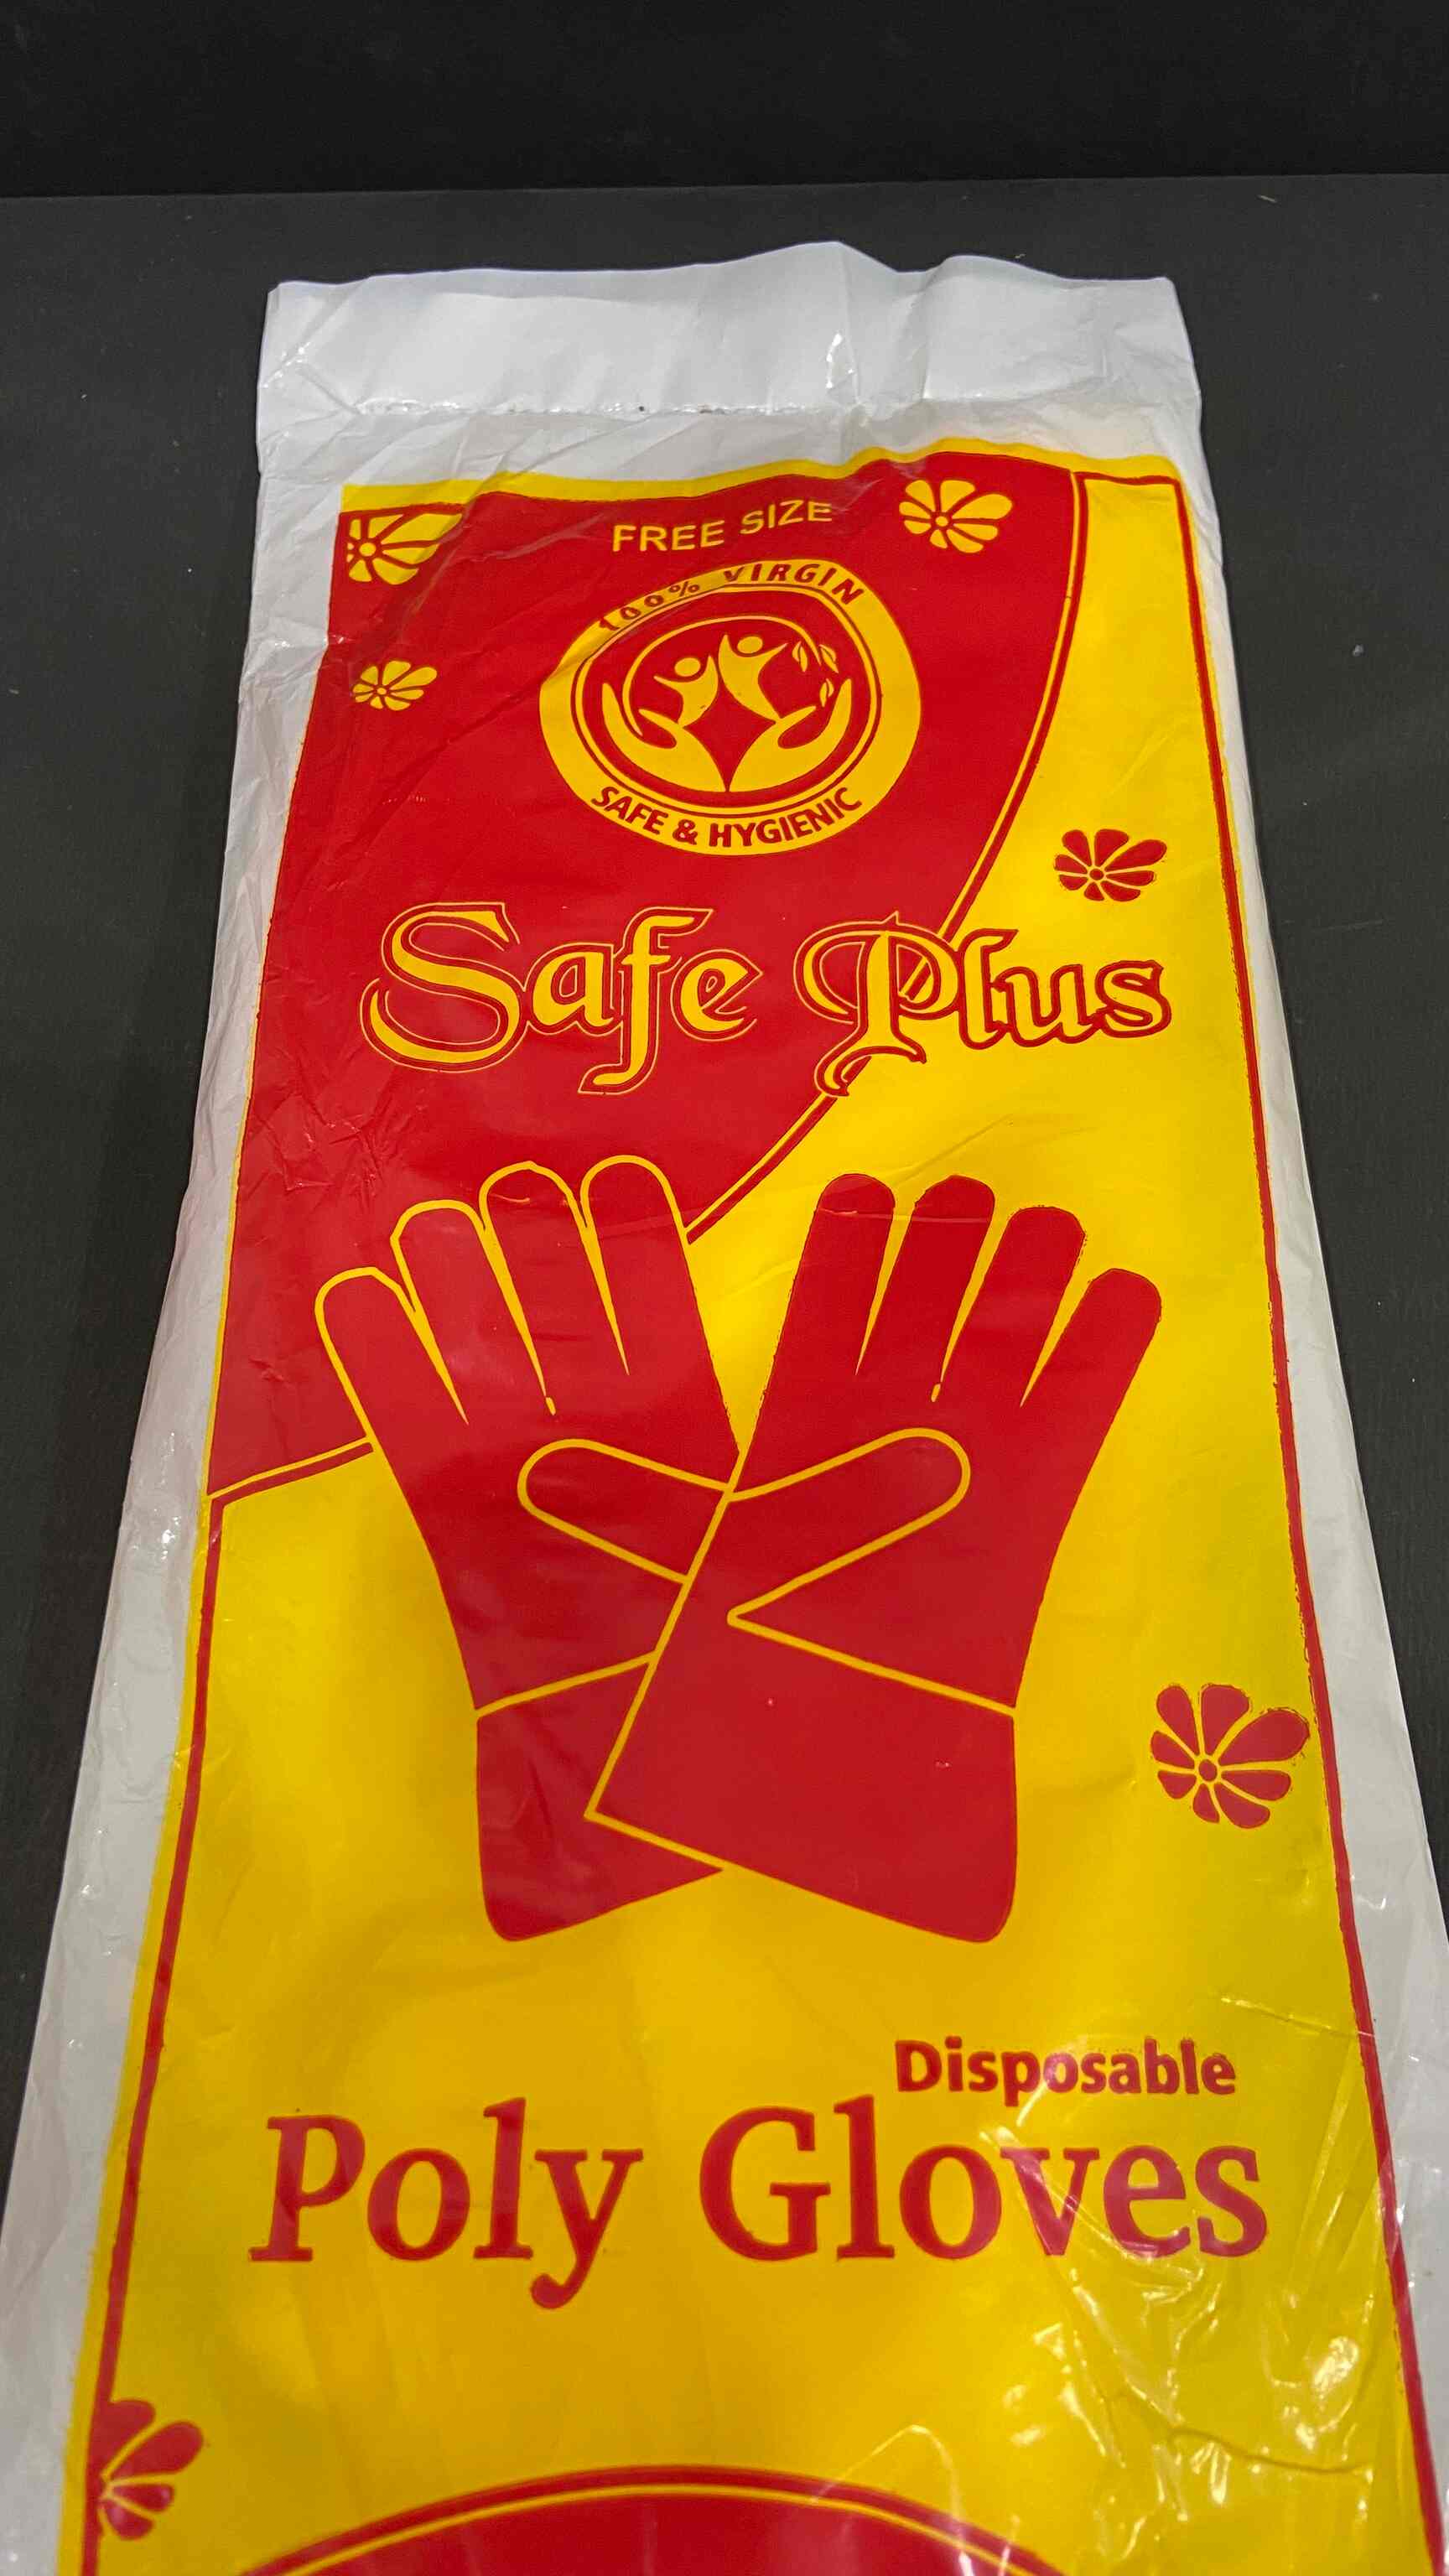 FREE SIZE
100% VIRGIN
SAFE & HYGIENIC
Safe Plus
Disposable
Poly Gloves